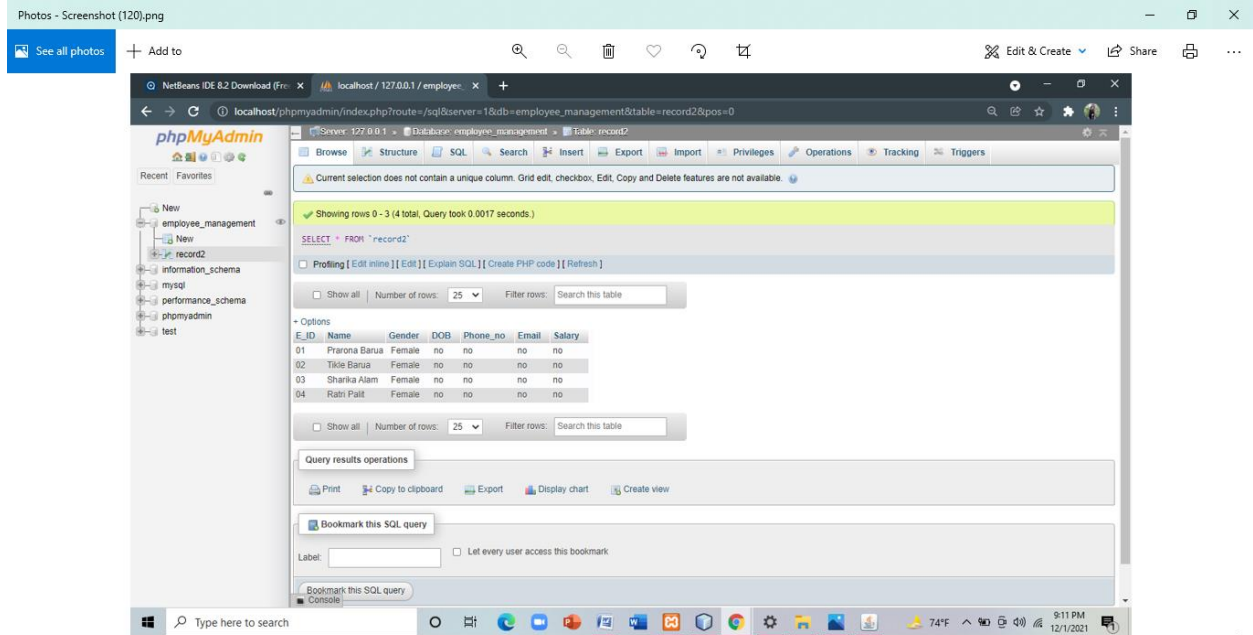 Photos - Screenshot (120).png
See all photos
Add to
Edit & Create
Share
NetBeans IDE 8.2 Download (Fre
localhost / 127.0.0.1 / employee_
localhost/phpmyadmin/index.php?route=/sql&server=1&db=employee_management&table=record2&pos=0
phpMyAdmin
Recent Favorites
New
employee_management
New
record2
information_schema
mysql
performance_schema
phpmyadmin
test
Server: 127.0.0.1 » Database: employee_management » Table: record2
Browse Structure SQL Search Insert Export Import Privileges Operations Tracking Triggers
Current selection does not contain a unique column. Grid edit, checkbox, Edit, Copy and Delete features are not available.
Showing rows 0 - 3 (4 total, Query took 0.0017 seconds.)
SELECT * FROM `record2`
Profiling [ Edit inline ] [ Edit ] [ Explain SQL ] [ Create PHP code ] [ Refresh ]
Show all | Number of rows: 25 Filter rows: Search this table
+ Options
E_ID Name Gender DOB Phone_no Email Salary
01 Prarona Barua Female no no no no
02 Tikle Barua Female no no no no
03 Sharika Alam Female no no no no
04 Ratri Palit Female no no no no
Show all | Number of rows: 25 Filter rows: Search this table
Query results operations
Print Copy to clipboard Export Display chart Create view
Bookmark this SQL query
Label: Let every user access this bookmark
Bookmark this SQL query
Console
Type here to search
74°F
9:11 PM
12/1/2021